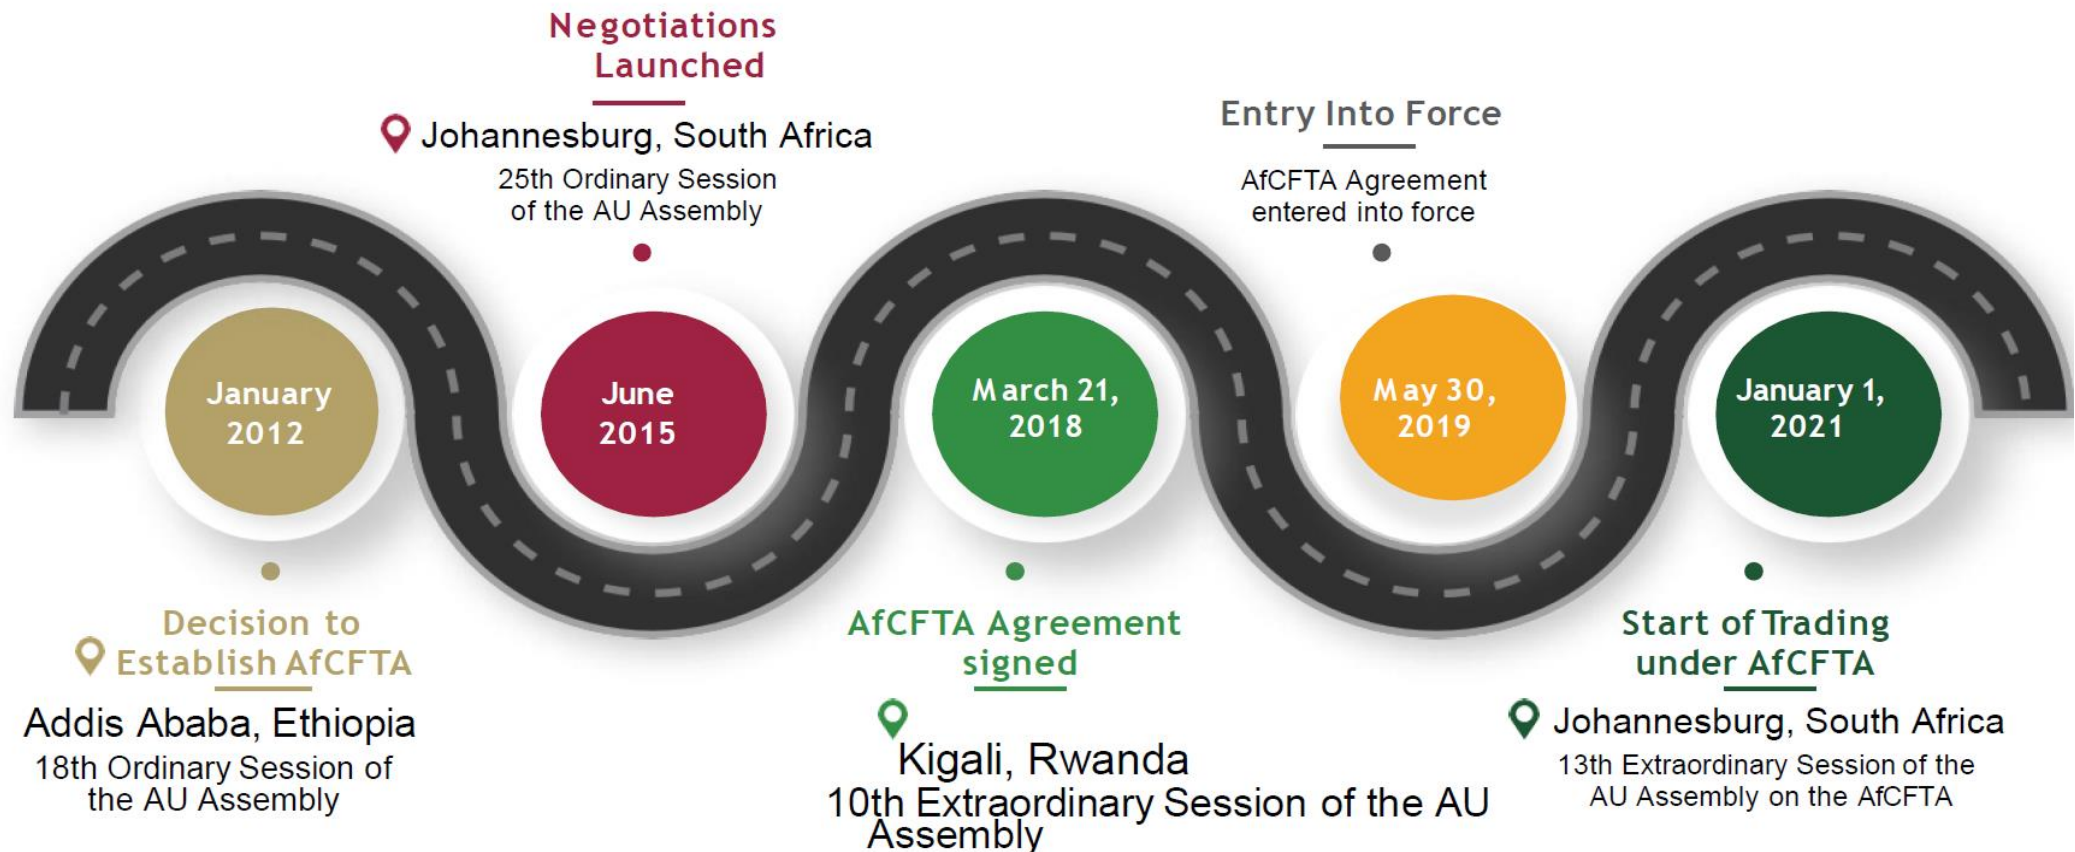 Negotiations
Launched
Johannesburg, South Africa
25th Ordinary Session
of the AU Assembly
Entry Into Force
AfCFTA Agreement
entered into force
January
2012
June
2015
March 21,
2018
May 30,
2019
January 1,
2021
Decision to
Establish AfCFTA
Addis Ababa, Ethiopia
18th Ordinary Session of
the AU Assembly
AfCFTA Agreement
signed
Kigali, Rwanda
10th Extraordinary Session of the AU
Assembly
Start of Trading
under AfCFTA
Johannesburg, South Africa
13th Extraordinary Session of the
AU Assembly on the AfCFTA